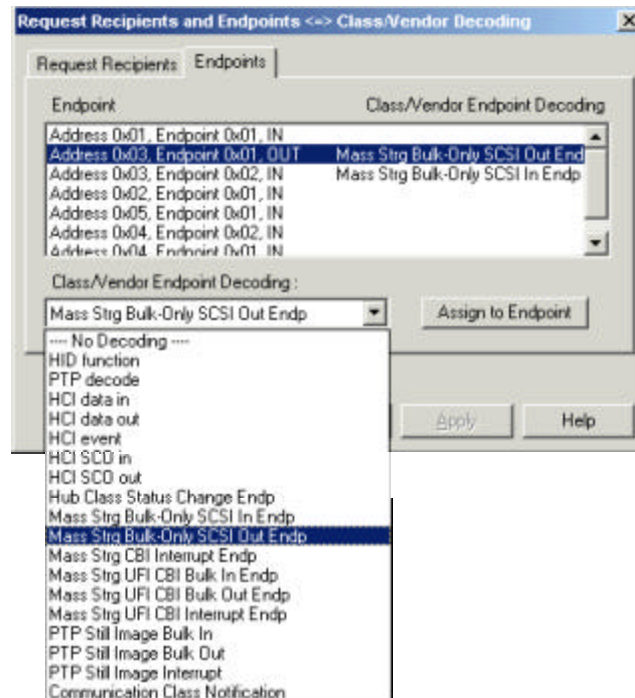 Request Recipients and Endpoints <=> Class/Vendor Decoding
Request Recipients Endpoints
Endpoint Class/Vendor Endpoint Decoding
Address 0x01, Endpoint 0x01, IN
Address 0x03, Endpoint 0x01, OUT Mass Strg Bulk-Only SCSI Out End
Address 0x03, Endpoint 0x02, IN Mass Strg Bulk-Only SCSI In Endp
Address 0x02, Endpoint 0x01, IN
Address 0x05, Endpoint 0x01, IN
Address 0x04, Endpoint 0x02, IN
Address 0x04, Endpoint 0x01, IN
Class/Vendor Endpoint Decoding :
Mass Strg Bulk-Only SCSI Out Endp Assign to Endpoint
---- No Decoding ----
HID function
PTP decode
HCI data in
HCI data out
Apply Help
HCI event
HCI SCO in
HCI SCO out
Hub Class Status Change Endp
Mass Strg Bulk-Only SCSI In Endp
Mass Strg Bulk-Only SCSI Out Endp
Mass Strg CBI Interrupt Endp
Mass Strg UFI CBI Bulk In Endp
Mass Strg UFI CBI Bulk Out Endp
Mass Strg UFI CBI Interrupt Endp
PTP Still Image Bulk In
PTP Still Image Bulk Out
PTP Still Image Interrupt
Communication Class Notification